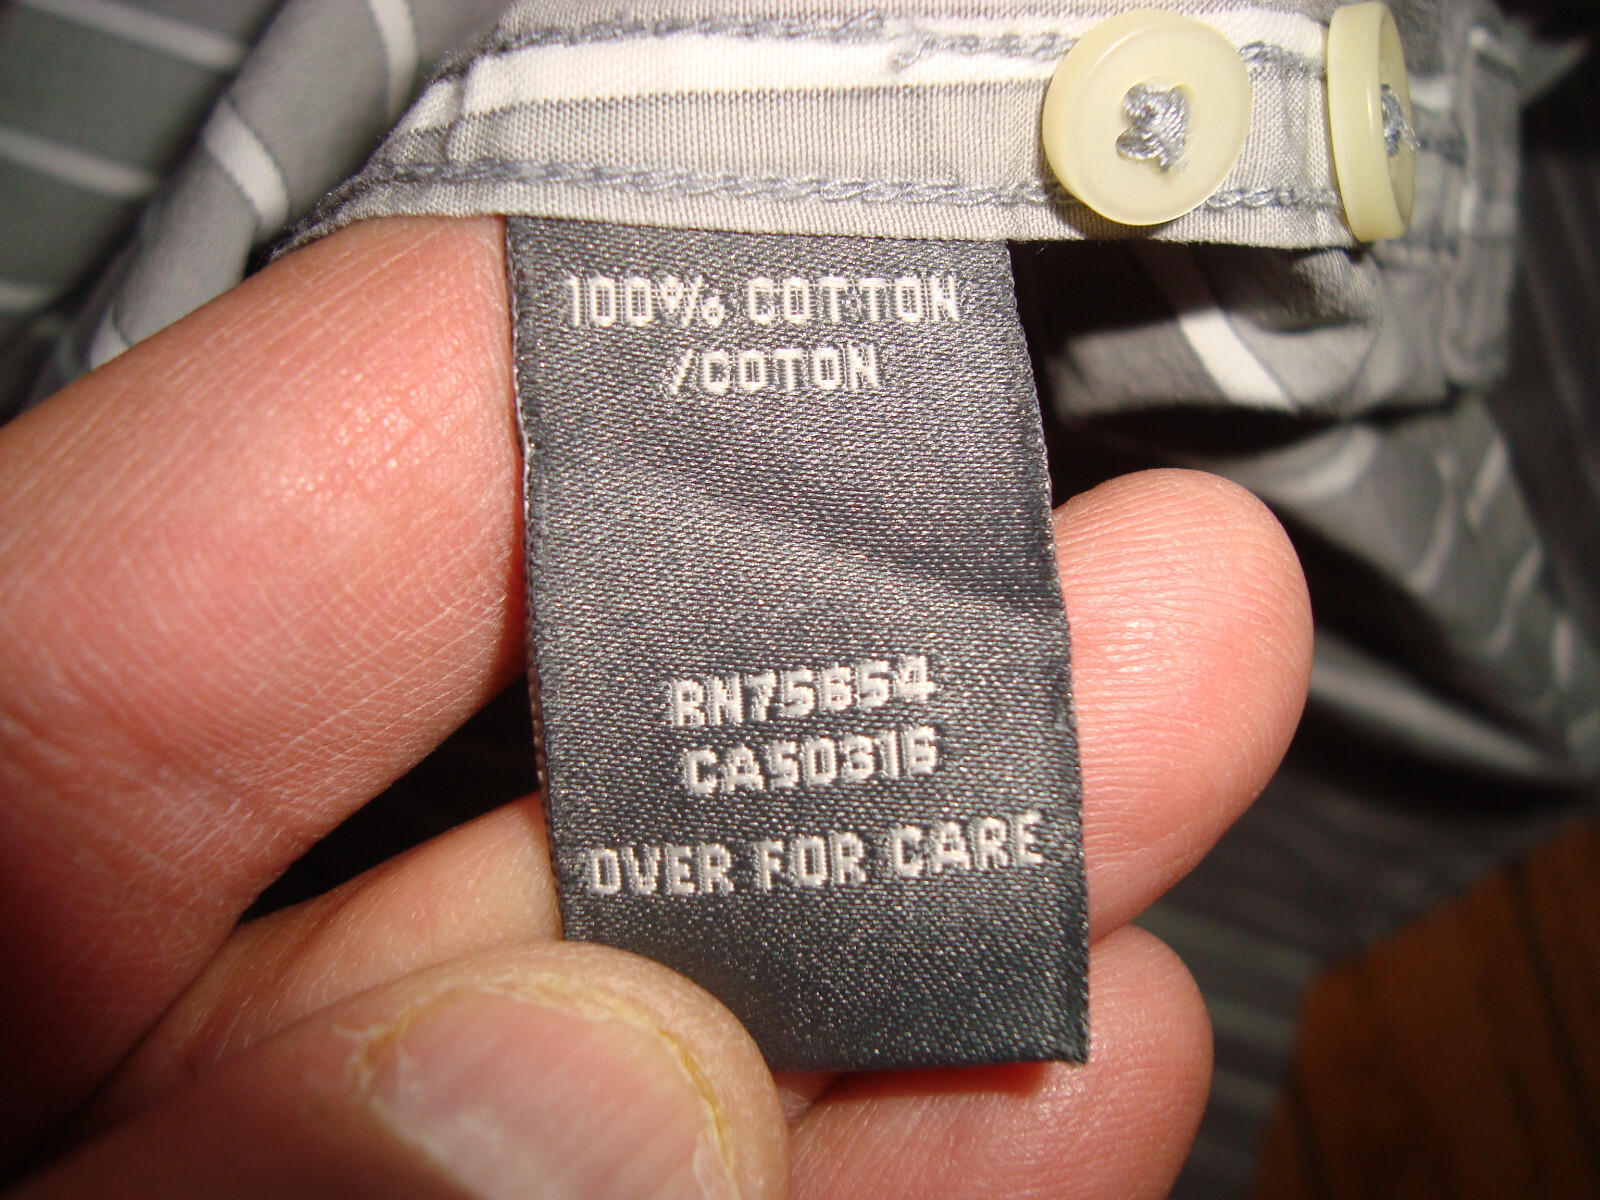 100% COTTON
/COTON
RN75654
CA50316
OVER FOR CARE